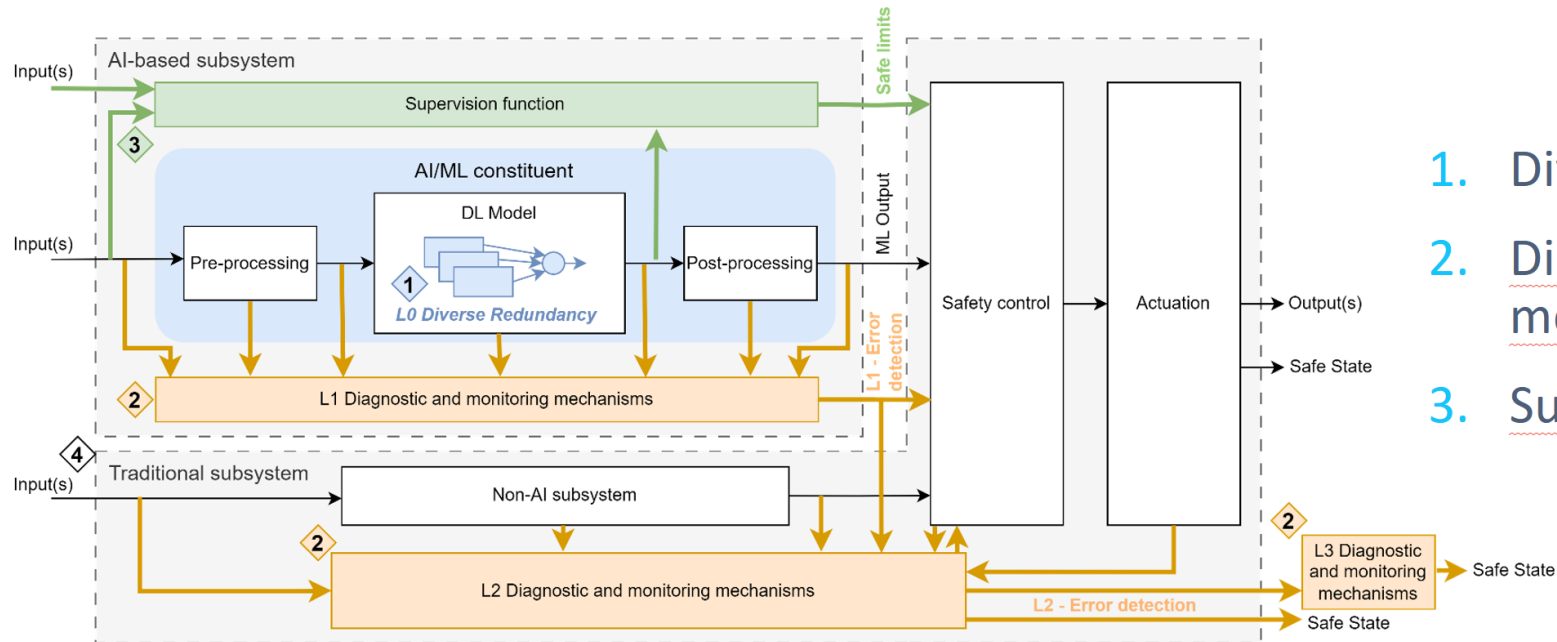 AI-based subsystem
Input(s)
Supervision function
Safe limits
3
AI/ML constituent
DL Model
ML Output
Input(s)
Pre-processing
1
L0 Diverse Redundancy
Post-processing
Safety control
Actuation
Output(s)
Safe State
L1 - Error
detection
2
L1 Diagnostic and monitoring mechanisms
4
Traditional subsystem
Input(s)
Non-AI subsystem
2
L2 Diagnostic and monitoring mechanisms
L2 - Error detection
Safe State
2
L3 Diagnostic
and monitoring
mechanisms
Safe State
1.
2.
3.